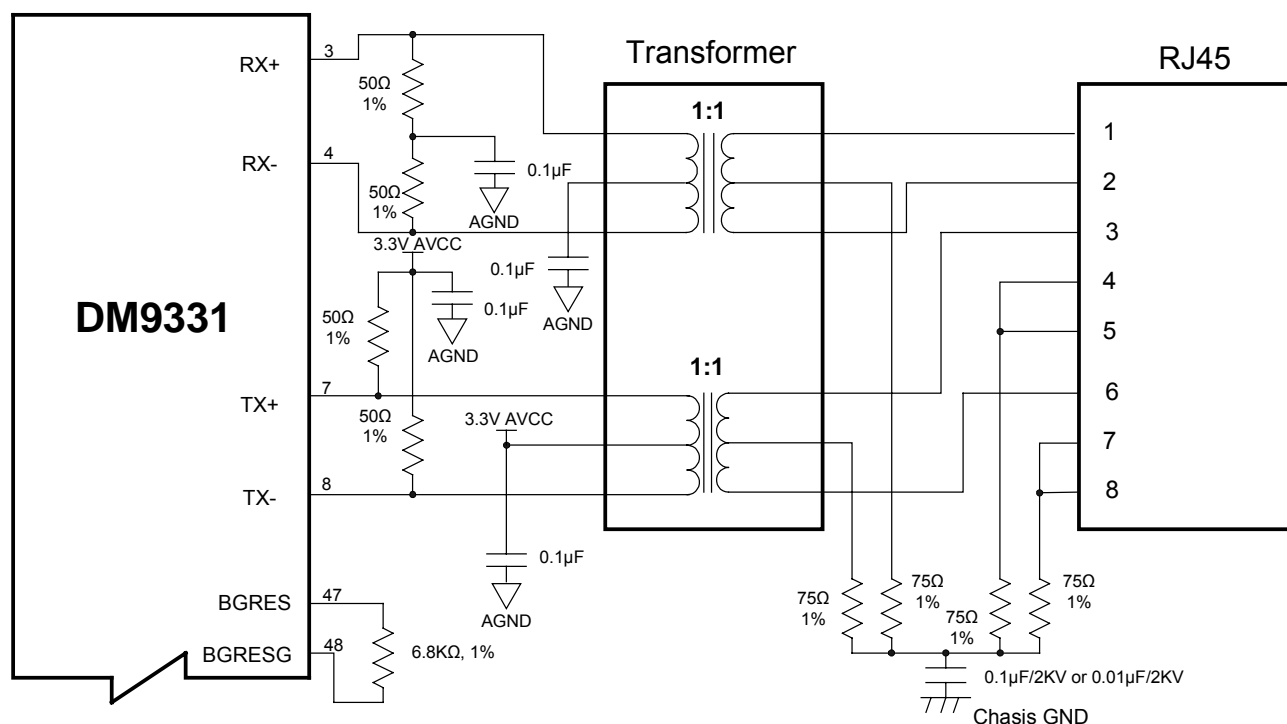 Transformer
RJ45
DM9331
RX+
3
50Ω
1%
RX-
4
0.1µF
AGND
50Ω
1%
3.3V AVCC
0.1µF
AGND
0.1µF
AGND
50Ω
1%
TX+
7
50Ω
1%
3.3V AVCC
TX-
8
0.1µF
AGND
BGRES
47
BGRESG
48
6.8KΩ, 1%
1:1
1:1
1
2
3
4
5
6
7
8
75Ω
1%
75Ω
1%
75Ω
1%
75Ω
1%
0.1µF/2KV or 0.01µF/2KV
Chasis GND